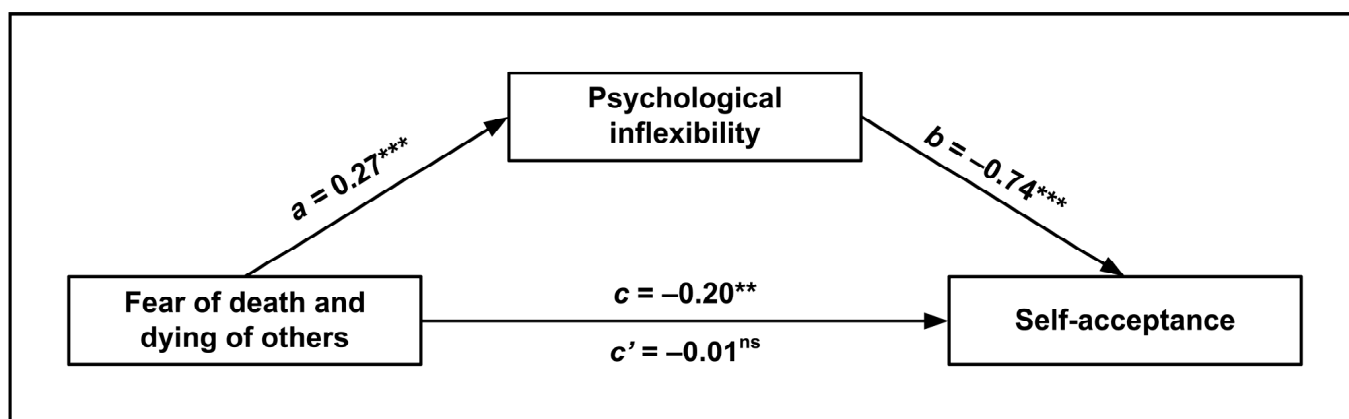 Psychological
inflexibility
a = 0.27***
b = –0.74***
Fear of death and
dying of others
c = –0.20**
c’ = –0.01ns
Self-acceptance